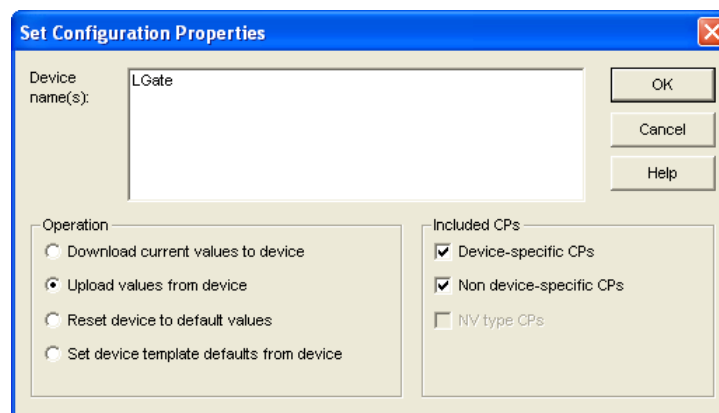 Set Configuration Properties
Device
name(s):
LGate
OK
Cancel
Help
Operation
Download current values to device
Upload values from device
Reset device to default values
Set device template defaults from device
Included CPs
Device-specific CPs
Non device-specific CPs
NV type CPs